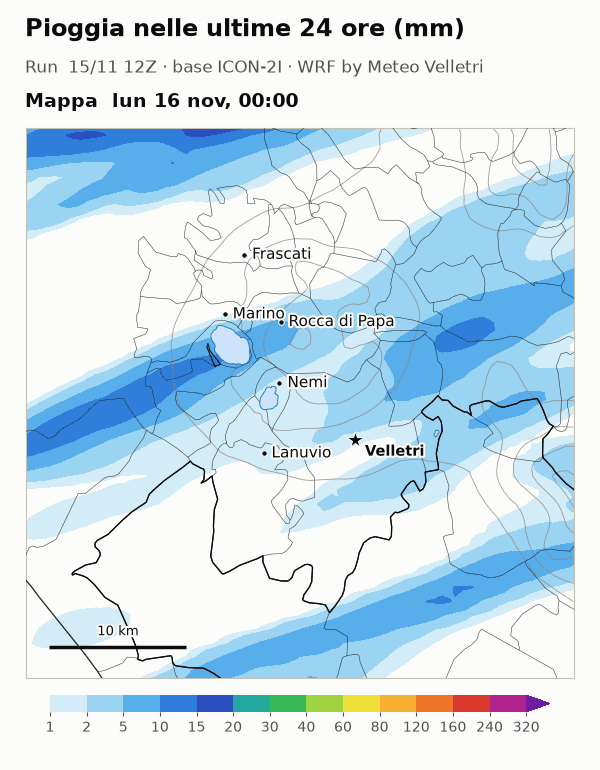 Pioggia nelle ultime 24 ore (mm)
Run 15/11 12Z · base ICON-2I · WRF by Meteo Velletri
Mappa lun 16 nov, 00:00
Frascati
Marino
Rocca di Papa
Nemi
Velletri
Lanuvio
10 km
1 2 5 10 15 20 30 40 60 80 120 160 240 320